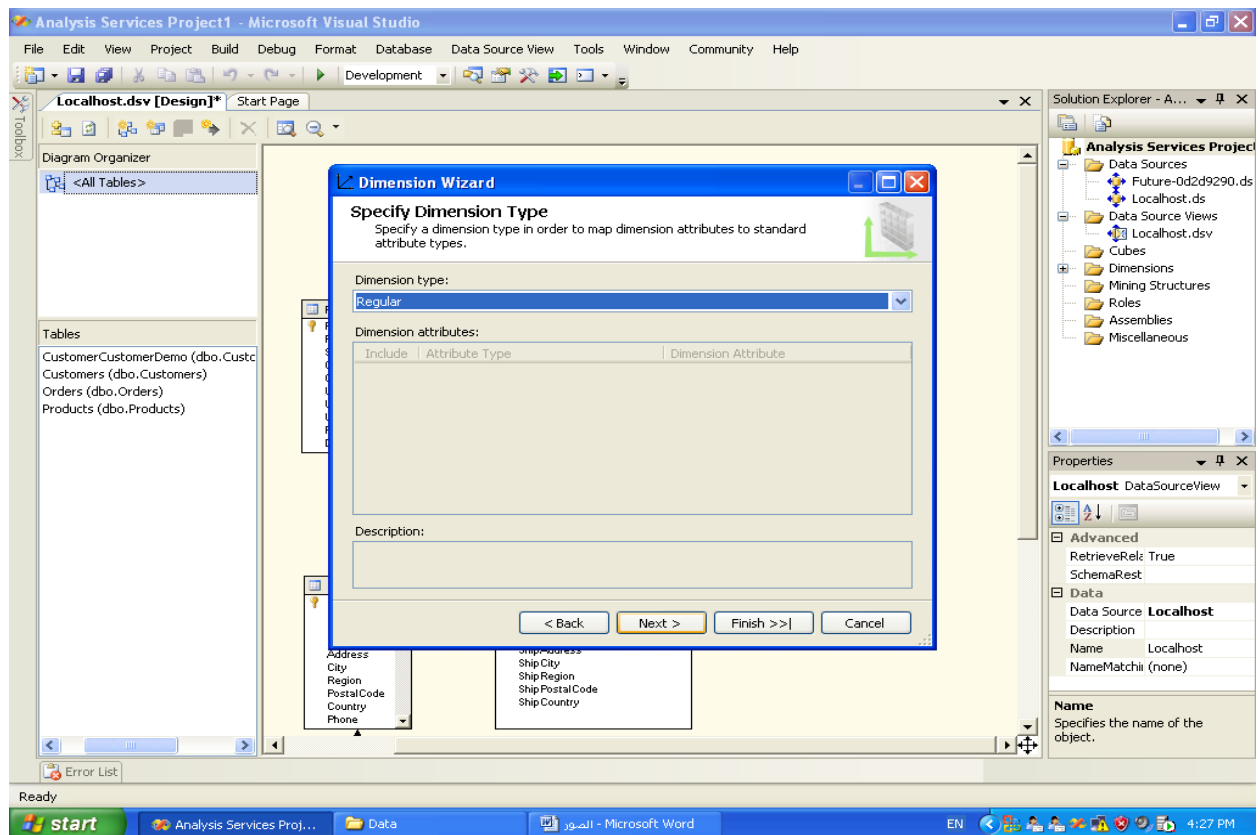 Analysis Services Project1 - Microsoft Visual Studio
File Edit View Project Build Debug Format Database Data Source View Tools Window Community Help
Development
Toolbox
Localhost.dsv [Design]* Start Page
Diagram Organizer
<All Tables>
Tables
CustomerCustomerDemo (dbo.Custc
Customers (dbo.Customers)
Orders (dbo.Orders)
Products (dbo.Products)
Dimension Wizard
Specify Dimension Type
Specify a dimension type in order to map dimension attributes to standard
attribute types.
Dimension type:
Regular
Dimension attributes:
Include Attribute Type Dimension Attribute
Description:
< Back Next > Finish >>| Cancel
Address
City
Region
PostalCode
Country
Phone
ShipAddress
ShipCity
ShipRegion
ShipPostalCode
ShipCountry
Solution Explorer - A...
Analysis Services Project
Data Sources
Future-0d2d9290.ds
Localhost.ds
Data Source Views
Localhost.dsv
Cubes
Dimensions
Mining Structures
Roles
Assemblies
Miscellaneous
Properties
Localhost DataSourceView
Advanced
RetrieveRela True
SchemaRest
Data
Data Source Localhost
Description
Name Localhost
NameMatchin (none)
Name
Specifies the name of the
object.
Error List
Ready
start Analysis Services Proj... Data الصور - Microsoft Word EN 4:27 PM